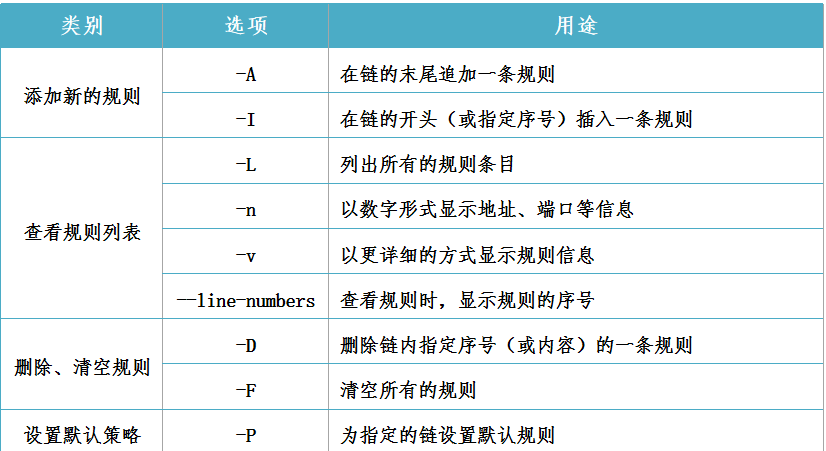 类别 选项 用途
添加新的规则 -A 在链的末尾追加一条规则
-I 在链的开头（或指定序号）插入一条规则
查看规则列表 -L 列出所有的规则条目
-n 以数字形式显示地址、端口等信息
-v 以更详细的方式显示规则信息
--line-numbers 查看规则时，显示规则的序号
删除、清空规则 -D 删除链内指定序号（或内容）的一条规则
-F 清空所有的规则
设置默认策略 -P 为指定的链设置默认规则